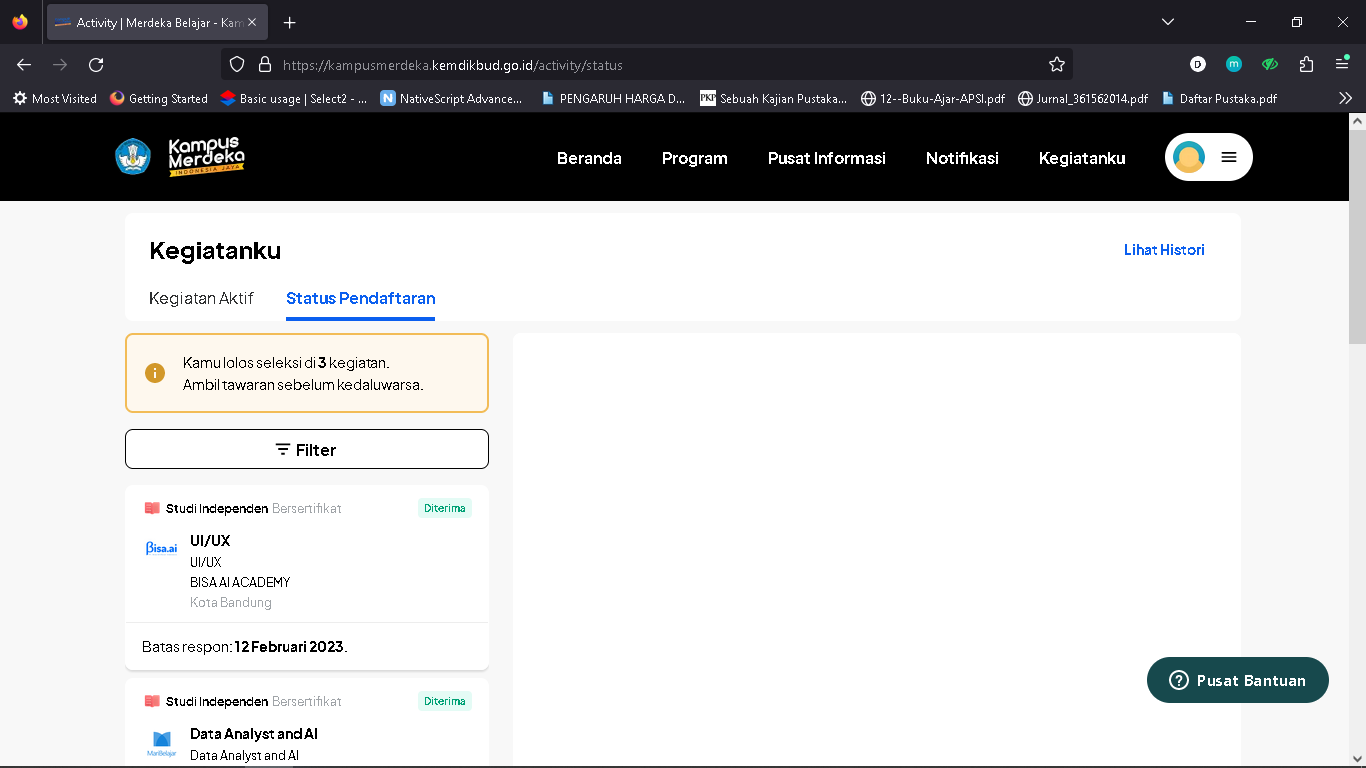 Activity | Merdeka Belajar - Kam
https://kampusmerdeka.kemdikbud.go.id/activity/status
D
m
Most Visited
Getting Started
Basic usage | Select2 - ...
NativeScript Advance...
PENGARUH HARGA D...
PKP
Sebuah Kajian Pustaka...
12--Buku-Ajar-APSI.pdf
Jurnal_361562014.pdf
Daftar Pustaka.pdf
Kampus
Merdeka
INDONESIA JAYA
Beranda
Program
Pusat Informasi
Notifikasi
Kegiatanku
Kegiatanku
Lihat Histori
Kegiatan Aktif
Status Pendaftaran
Kamu lolos seleksi di 3 kegiatan.
Ambil tawaran sebelum kedaluwarsa.
Filter
Studi Independen Bersertifikat
Diterima
Bisa.ai
UI/UX
UI/UX
BISA AI ACADEMY
Kota Bandung
Batas respon: 12 Februari 2023.
Studi Independen Bersertifikat
Diterima
MariBelajar
Data Analyst and AI
Data Analyst and AI
Pusat Bantuan